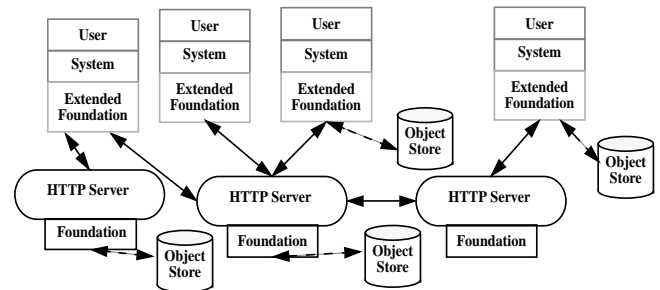 User
System
Extended
Foundation
User
System
Extended
Foundation
User
System
Extended
Foundation
User
System
Extended
Foundation
Object
Store
Object
Store
HTTP Server
HTTP Server
HTTP Server
Foundation
Foundation
Foundation
Object
Store
Object
Store